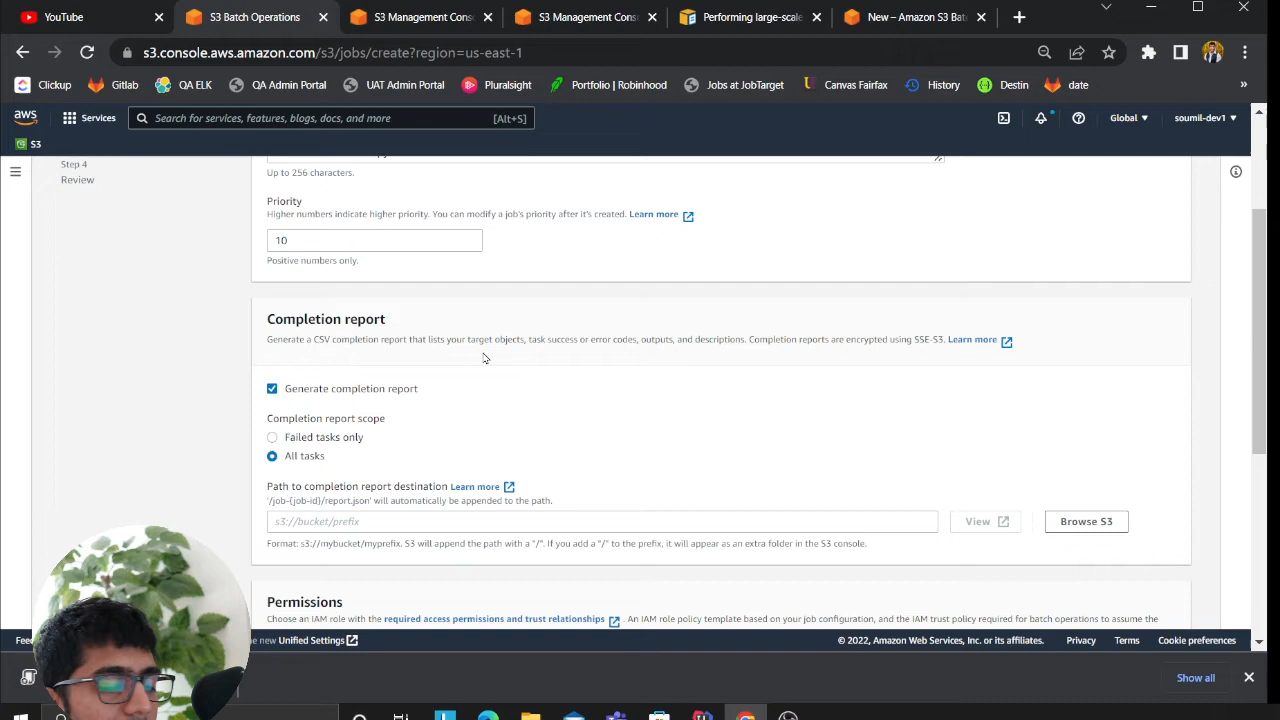 YouTube
S3 Batch Operations
S3 Management Cons
S3 Management Cons
Performing large-scale
New – Amazon S3 Bat
s3.console.aws.amazon.com/s3/jobs/create?region=us-east-1
Clickup
Gitlab
QA ELK
QA Admin Portal
UAT Admin Portal
Pluralsight
Portfolio | Robinhood
Jobs at JobTarget
Canvas Fairfax
History
Destin
date
»
aws
Services
Search for services, features, blogs, docs, and more
[Alt+S]
Global
soumil-dev1
S3
Step 4
Review
Up to 256 characters.
Priority
Higher numbers indicate higher priority. You can modify a job's priority after it's created. Learn more
10
Positive numbers only.
Completion report
Generate a CSV completion report that lists your target objects, task success or error codes, outputs, and descriptions. Completion reports are encrypted using SSE-S3. Learn more
Generate completion report
Completion report scope
Failed tasks only
All tasks
Path to completion report destination Learn more
'/job-{job-id}/report.json' will automatically be appended to the path.
s3://bucket/prefix
View
Browse S3
Format: s3://mybucket/myprefix. S3 will append the path with a "/". If you add a "/" to the prefix, it will appear as an extra folder in the S3 console.
Permissions
Choose an IAM role with the required access permissions and trust relationships . An IAM role policy template based on your job configuration, and the IAM trust policy required for batch operations to assume the
Feed
he new Unified Settings
© 2022, Amazon Web Services, Inc. or its affiliates.
Privacy
Terms
Cookie preferences
Show all